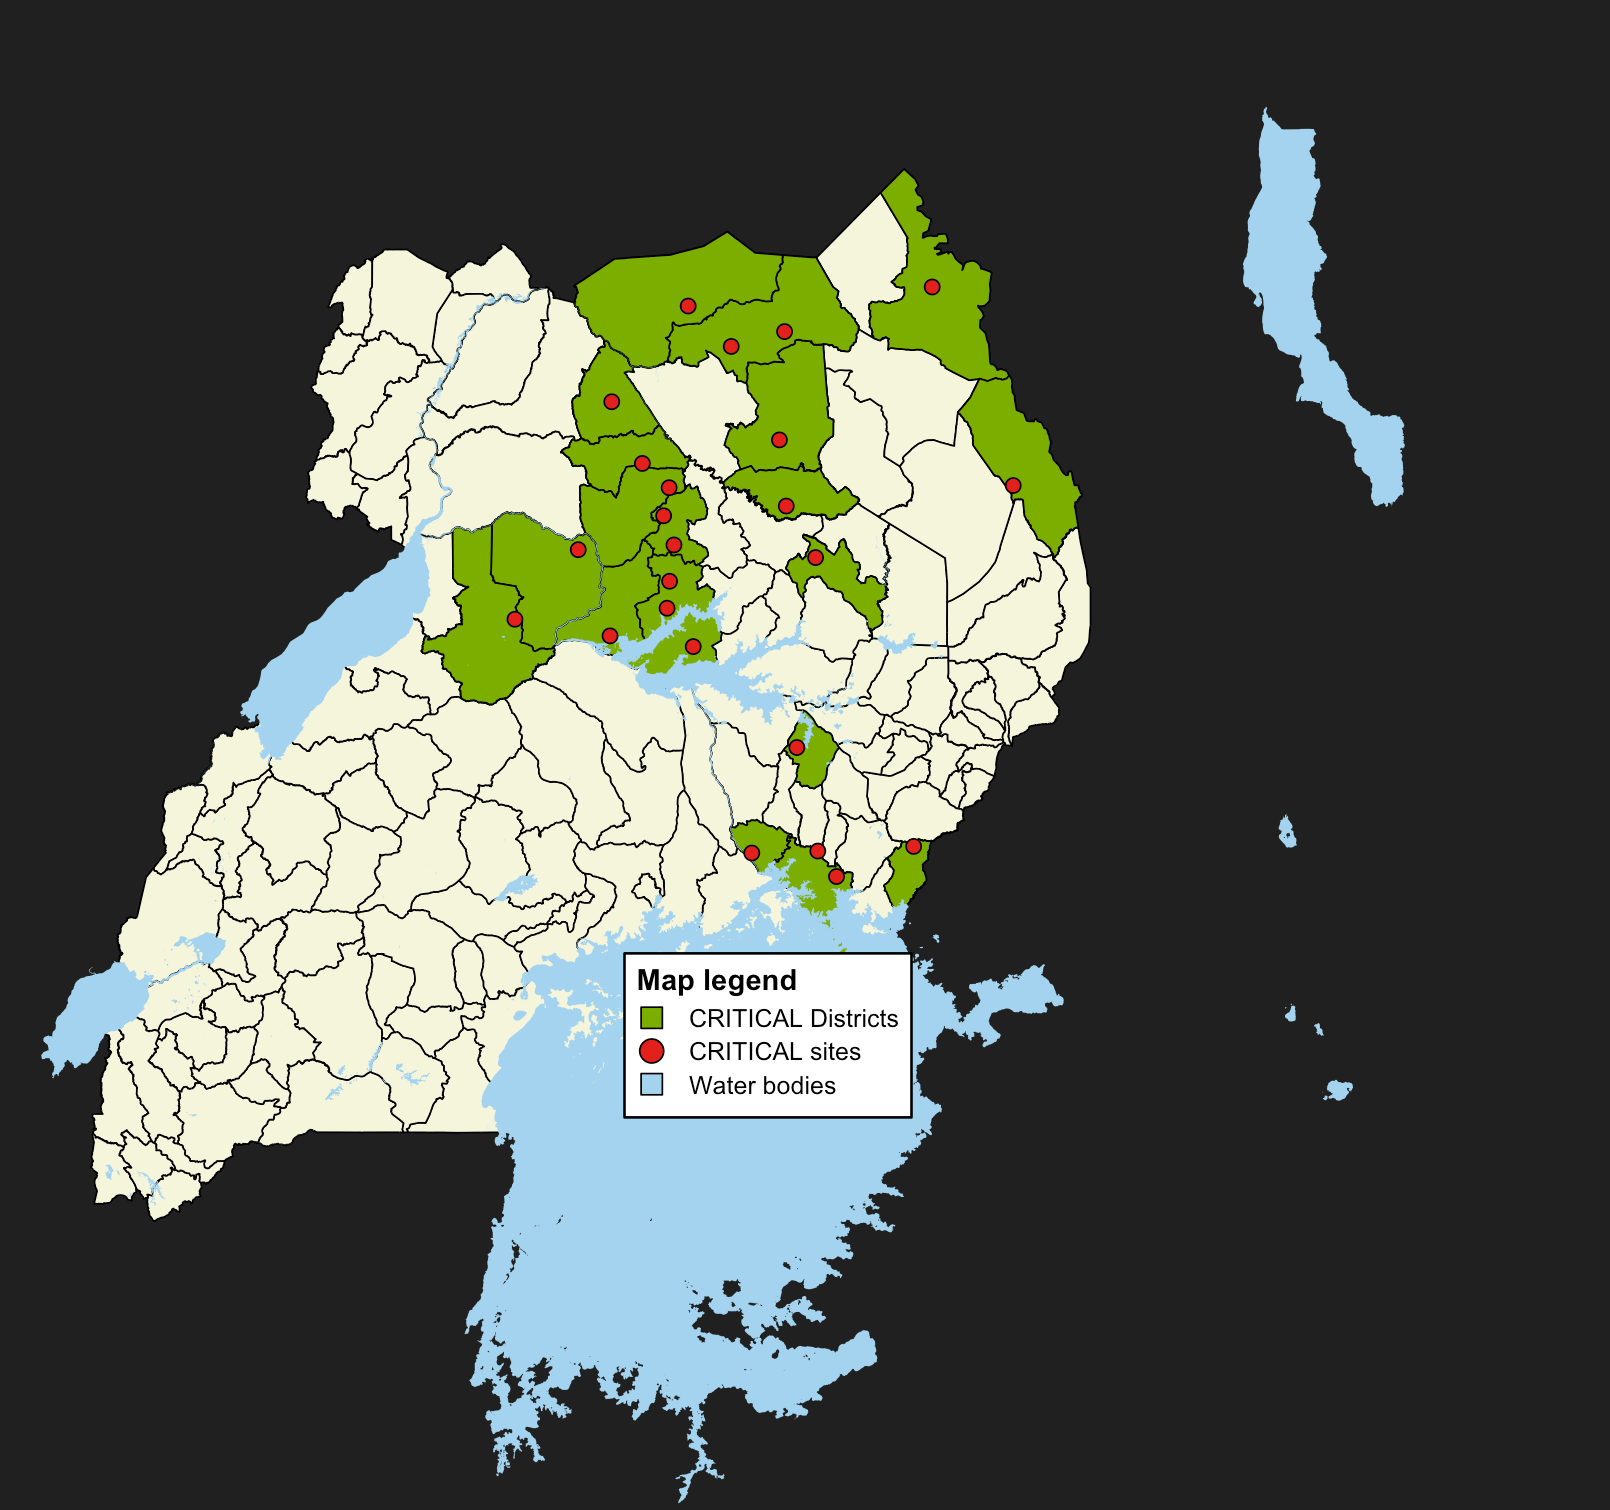 Map legend
CRITICAL Districts
CRITICAL sites
Water bodies